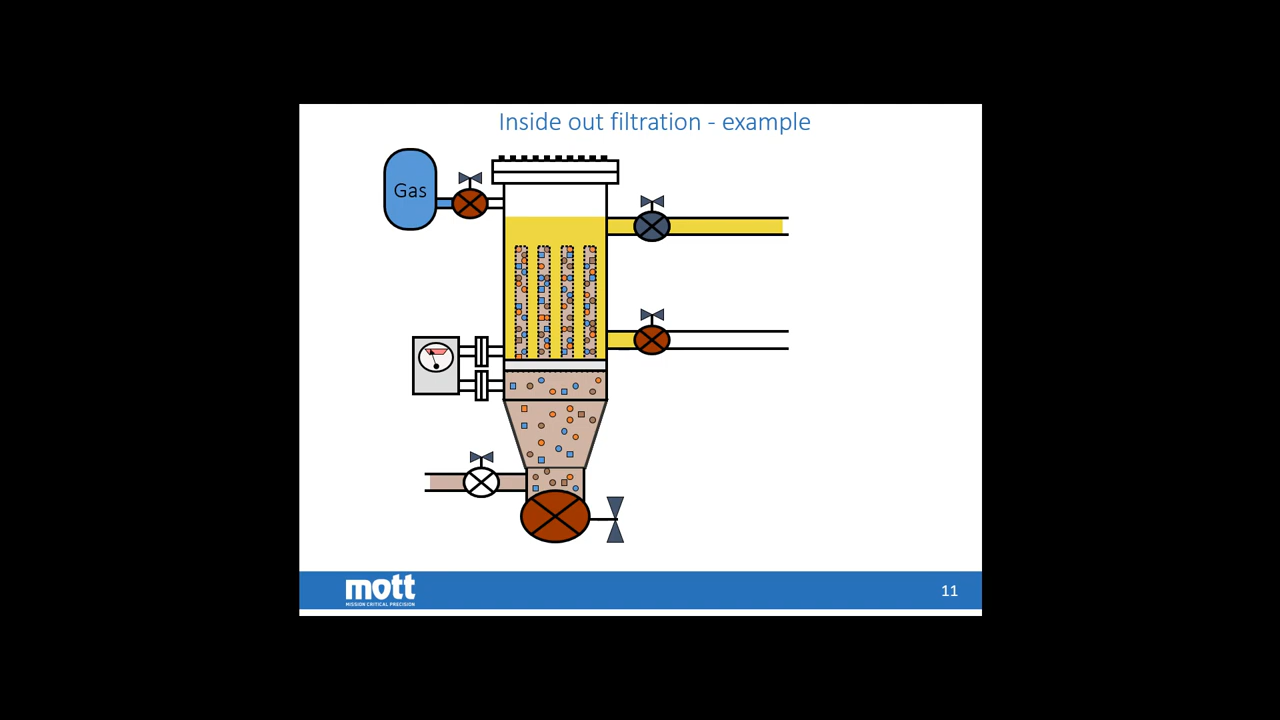 Inside out filtration - example
Gas
mott
MISSION CRITICAL PRECISION
11